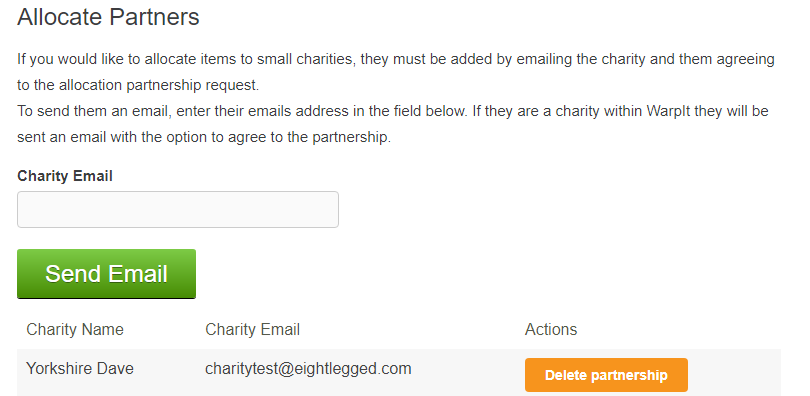 Allocate Partners
If you would like to allocate items to small charities, they must be added by emailing the charity and them agreeing
to the allocation partnership request.
To send them an email, enter their emails address in the field below. If they are a charity within WarpIt they will be
sent an email with the option to agree to the partnership.
Charity Email
Send Email
Charity Name Charity Email Actions
Yorkshire Dave charitytest@eightlegged.com Delete partnership